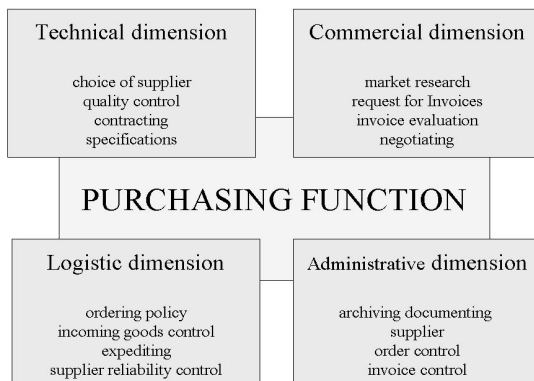 Technical dimension
choice of supplier
quality control
contracting
specifications
Commercial dimension
market research
request for Invoices
invoice evaluation
negotiating
PURCHASING FUNCTION
Logistic dimension
ordering policy
incoming goods control
expediting
supplier reliability control
Administrative dimension
archiving documenting
supplier
order control
invoice control